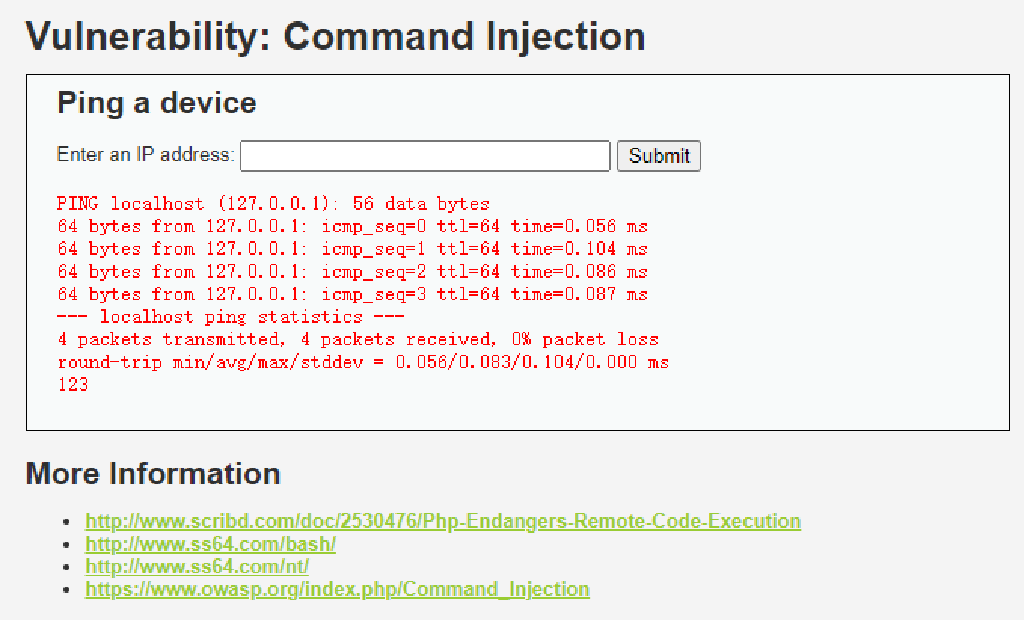 Vulnerability: Command Injection
Ping a device
Enter an IP address: Submit
PING localhost (127.0.0.1): 56 data bytes
64 bytes from 127.0.0.1: icmp_seq=0 ttl=64 time=0.056 ms
64 bytes from 127.0.0.1: icmp_seq=1 ttl=64 time=0.104 ms
64 bytes from 127.0.0.1: icmp_seq=2 ttl=64 time=0.086 ms
64 bytes from 127.0.0.1: icmp_seq=3 ttl=64 time=0.087 ms
--- localhost ping statistics ---
4 packets transmitted, 4 packets received, 0% packet loss
round-trip min/avg/max/stddev = 0.056/0.083/0.104/0.000 ms
123
More Information
• http://www.scribd.com/doc/2530476/Php-Endangers-Remote-Code-Execution
• http://www.ss64.com/bash/
• http://www.ss64.com/nt/
• https://www.owasp.org/index.php/Command_Injection